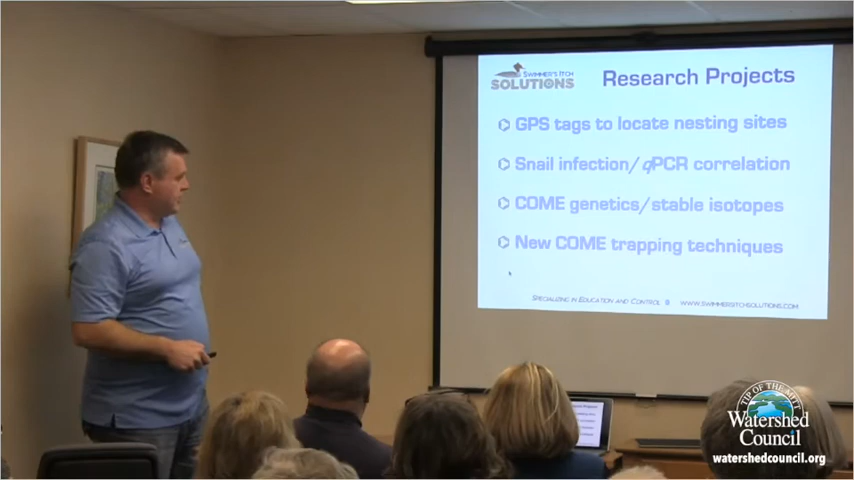 SWIMMER'S ITCH
SOLUTIONS
Research Projects
GPS tags to locate nesting sites
Snail infection/qPCR correlation
COME genetics/stable isotopes
New COME trapping techniques
SPECIALIZING IN EDUCATION AND CONTROL
WWW.SWIMMERSITCHSOLUTIONS.COM
TIP OF THE MITT
Watershed
Council
watershedcouncil.org